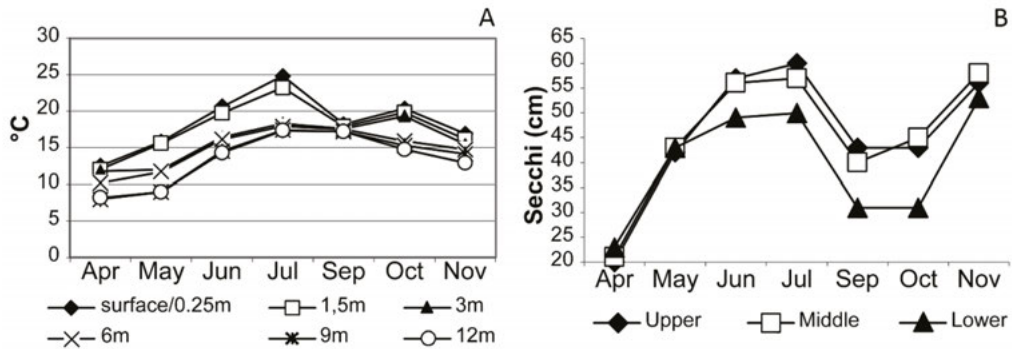 A
30
25
20
15
10
5
0
°C
Apr May Jun Jul Sep Oct Nov
surface/0.25m 1,5m 3m
6m 9m 12m
B
65
60
55
50
45
40
35
30
25
20
Secchi (cm)
Apr May Jun Jul Sep Oct Nov
Upper Middle Lower